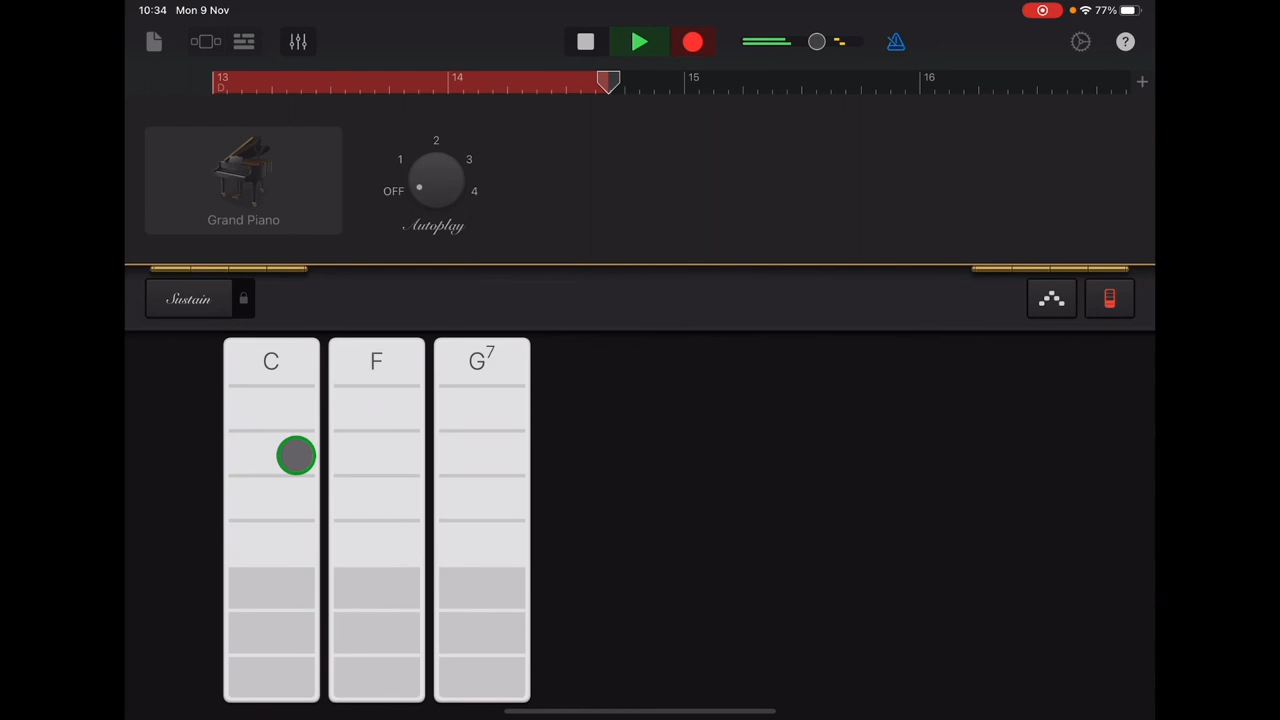 10:34 Mon 9 Nov
77%
?
13 14 15 16 +
D
2
1 3
OFF 4
Grand Piano
Autoplay
Sustain
C F G7